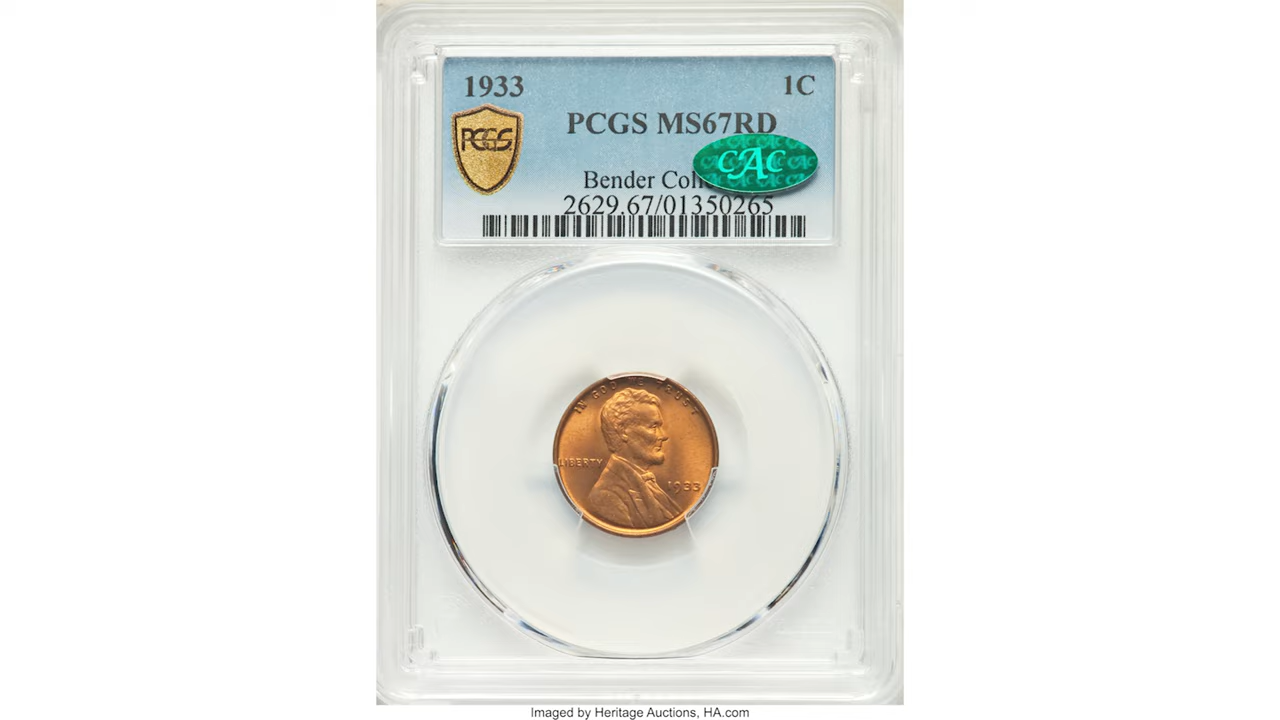 1933 1C
PCGS MS67RD
PCGS
CAC
Bender
2629.67/01350265
IN GOD WE TRUST
LIBERTY
1933
Imaged by Heritage Auctions, HA.com